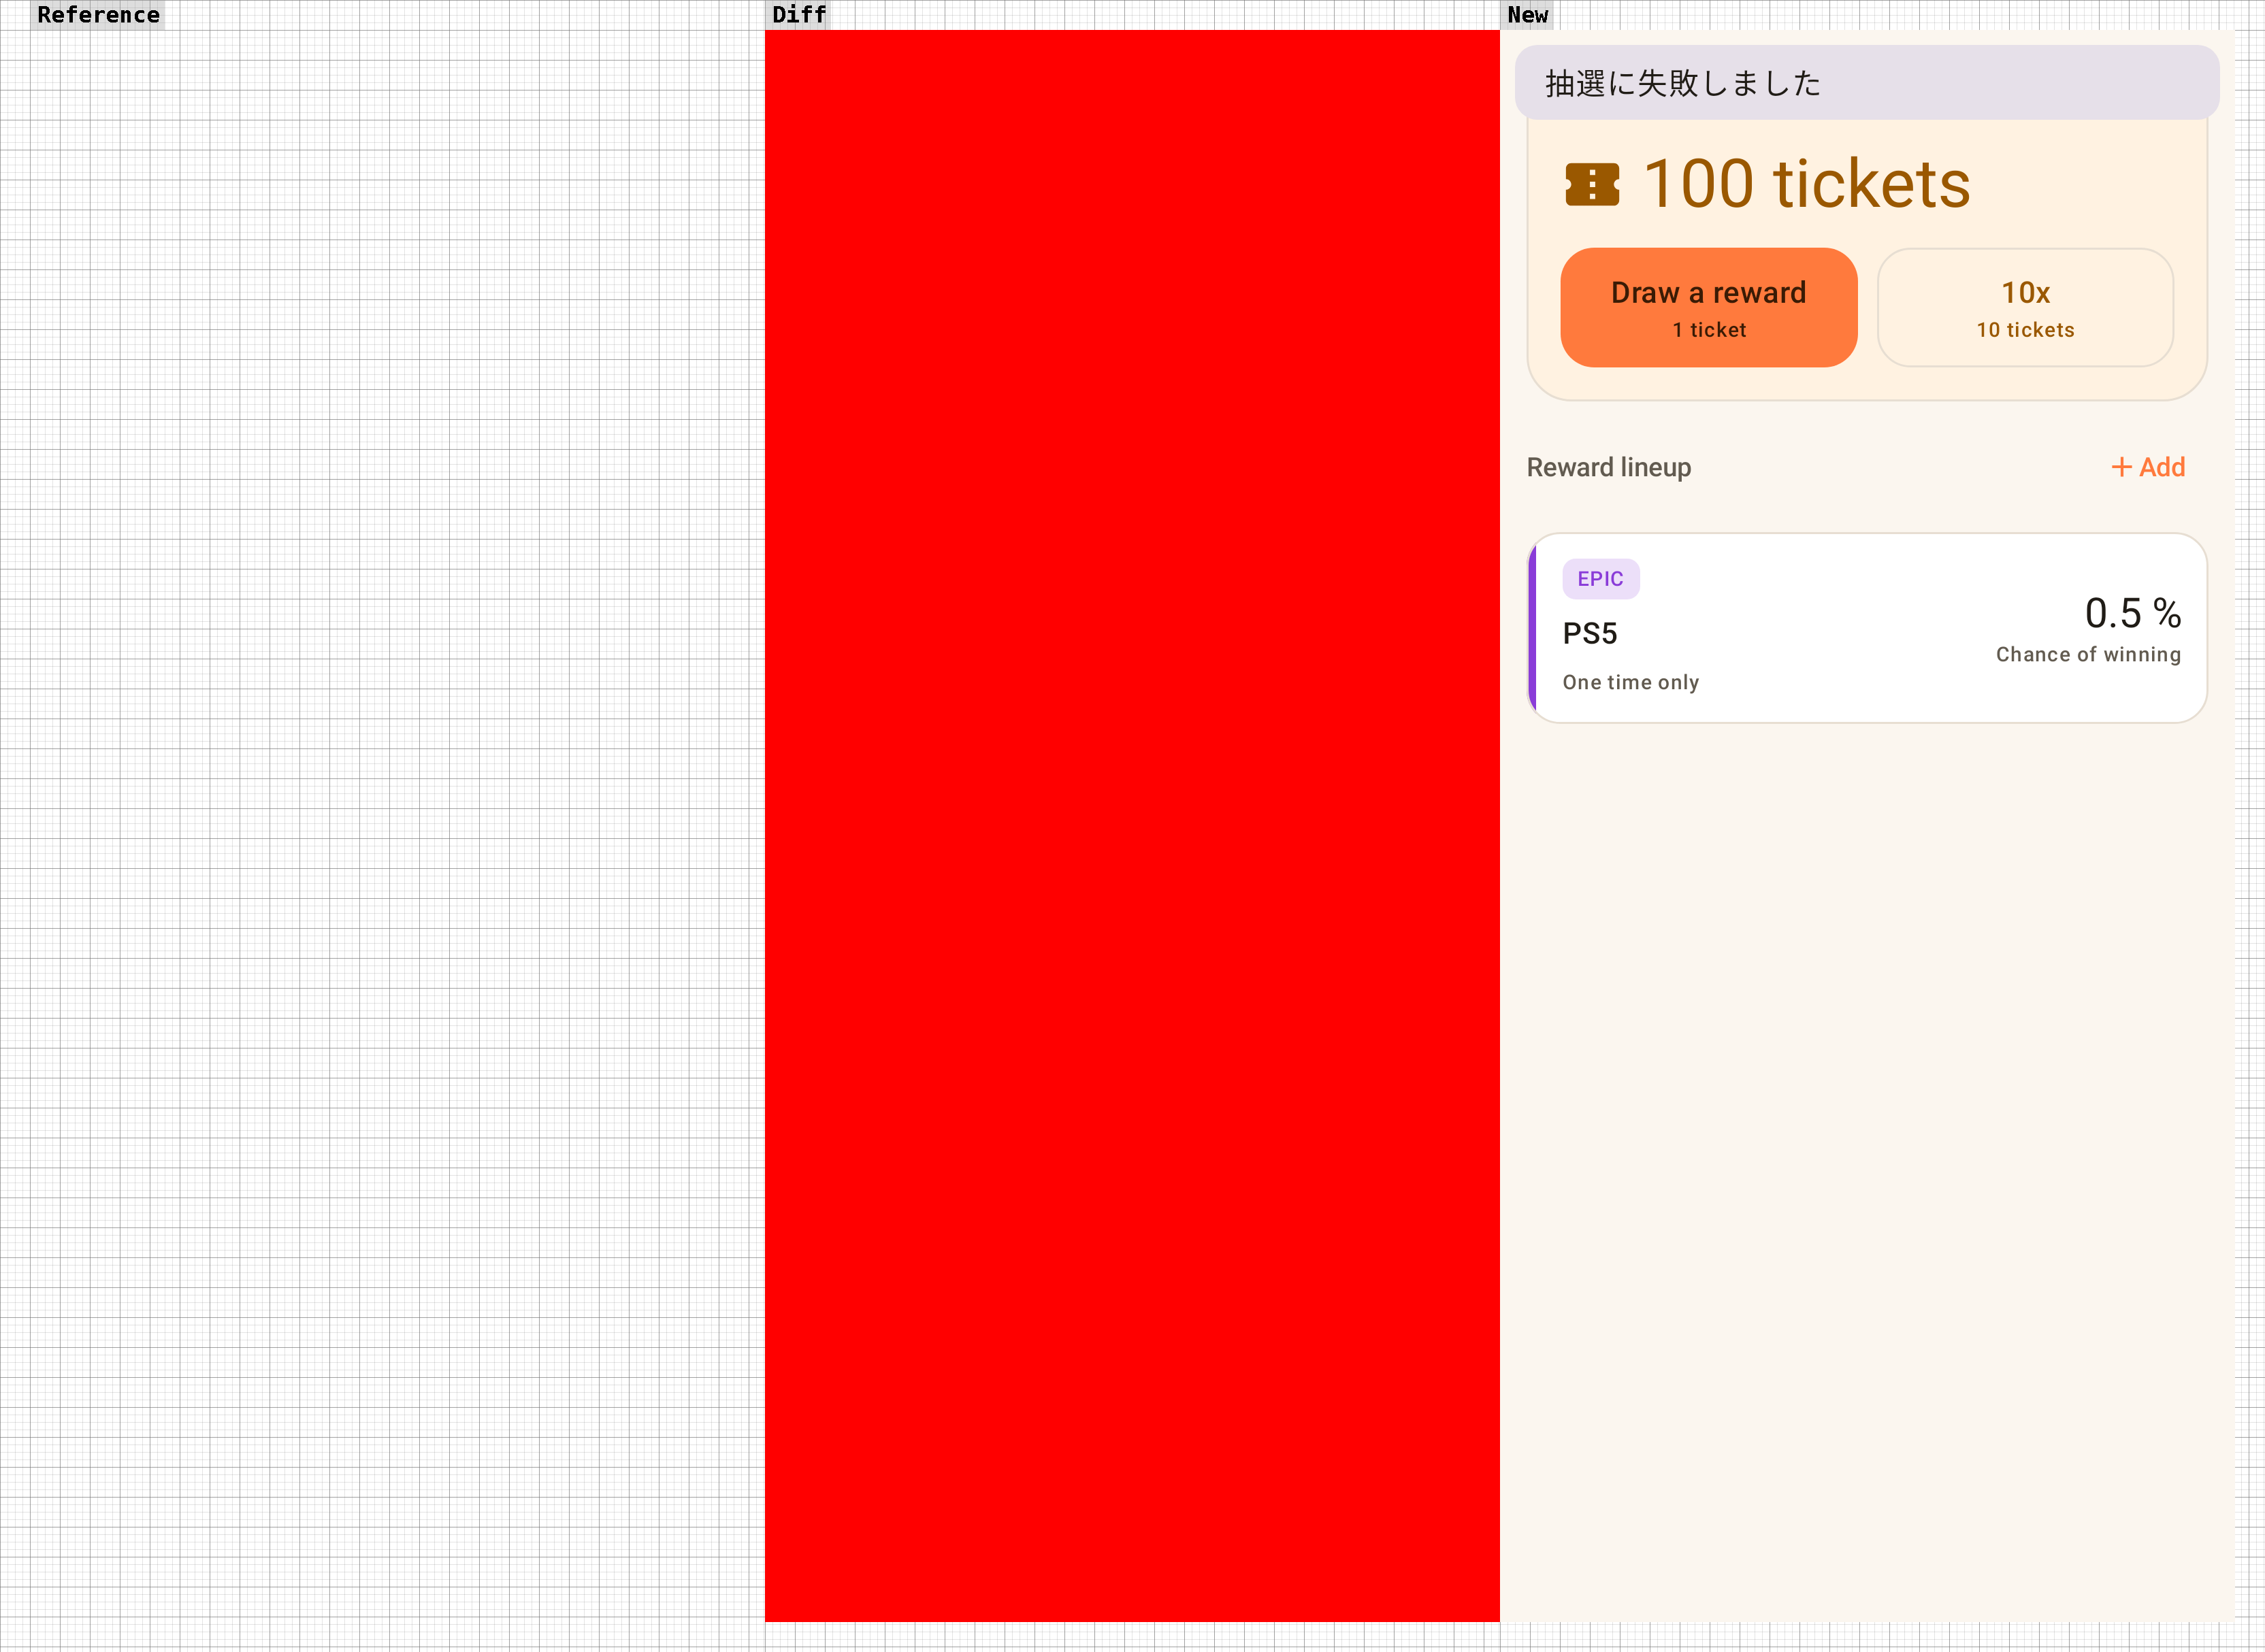 Reference
Diff
New
抽選に失敗しました
100 tickets
Draw a reward
1 ticket
10x
10 tickets
Reward lineup
+ Add
EPIC
PS5
One time only
0.5 %
Chance of winning